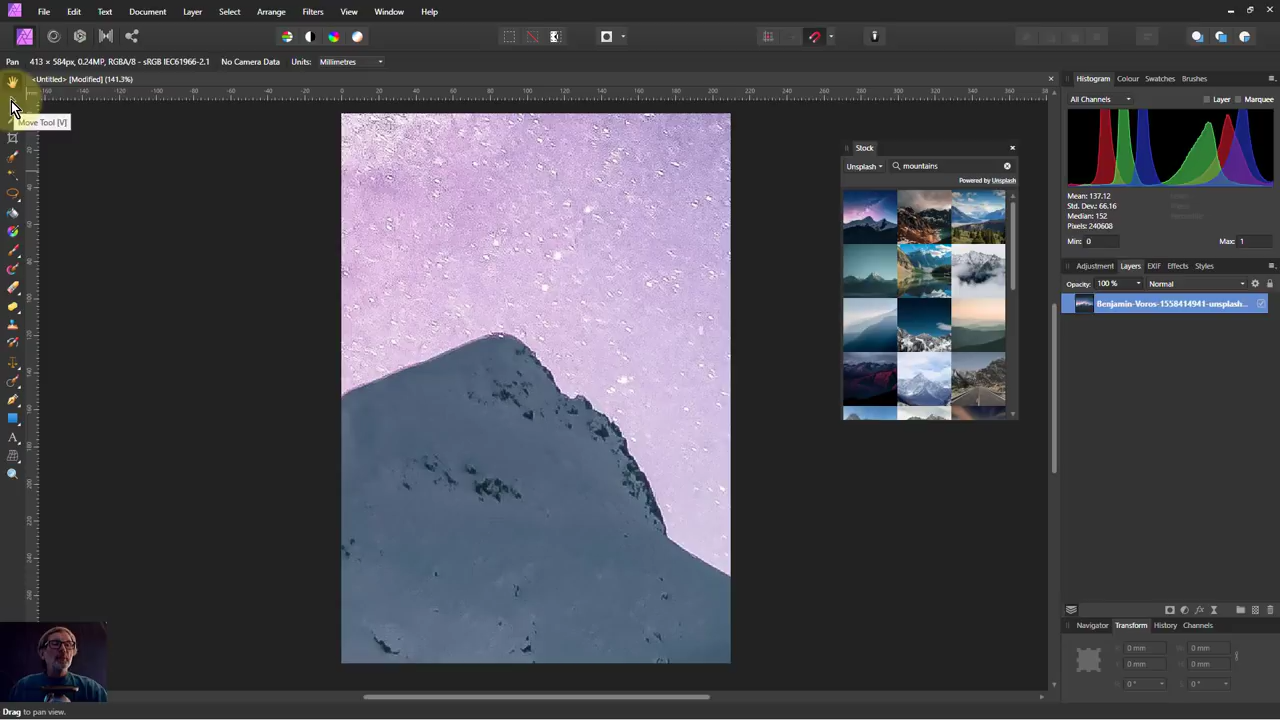 File Edit Text Document Layer Select Arrange Filters View Window Help
Pan 413 × 584px, 0.24MP, RGBA/8 - sRGB IEC61966-2.1 No Camera Data Units: Millimetres
<Untitled> [Modified] (141.3%)
Move Tool [V]
Stock
Unsplash mountains
Powered by Unsplash
Histogram Colour Swatches Brushes
All Channels Layer Marquee
Mean: 137.12
Std. Dev.: 66.16
Median: 152
Pixels: 240608
Min: 0 Max: 1
Adjustment Layers EXIF Effects Styles
Opacity: 100 % Normal
Benjamin-Voros-1558414941-unsplash...
Navigator Transform History Channels
X: 0 mm W: 0 mm
Y: 0 mm H: 0 mm
R: 0 ° S: 0 °
Drag to pan view.